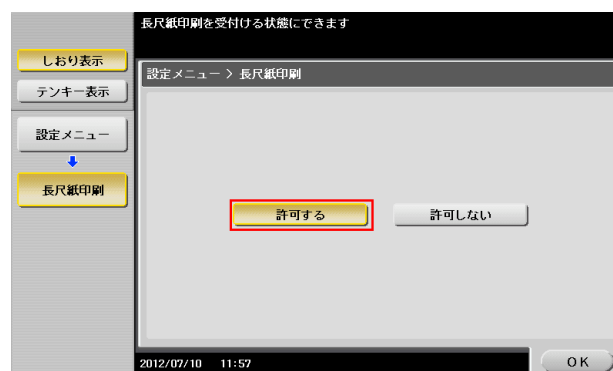 長尺紙印刷を受付ける状態にできます
しおり表示
テンキー表示
設定メニュー
長尺紙印刷
設定メニュー > 長尺紙印刷
許可する
許可しない
2012/07/10 11:57
OK